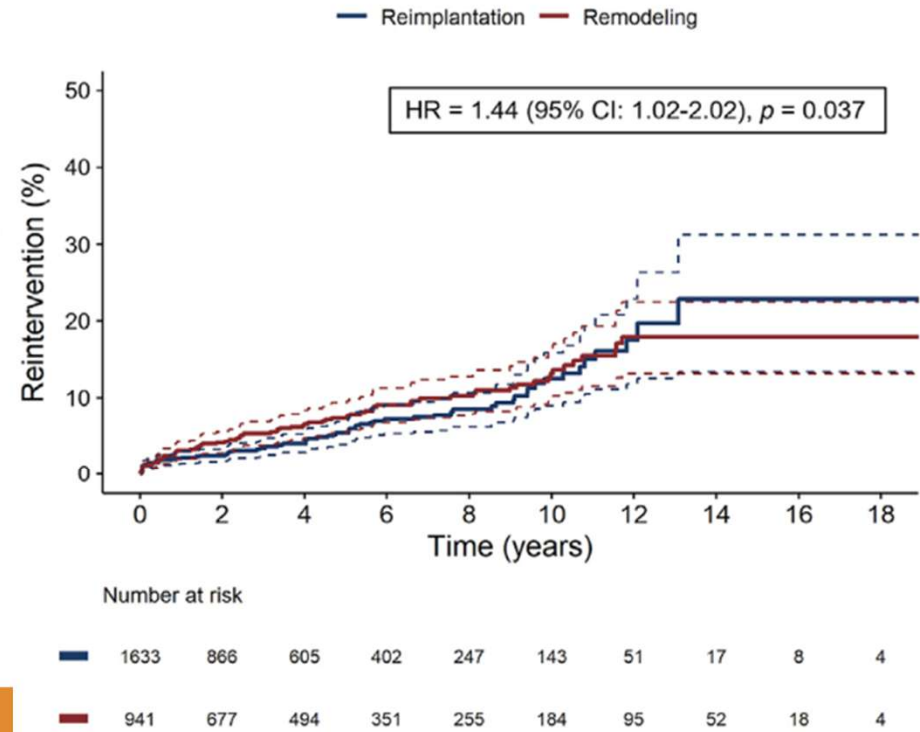 Reimplantation Remodeling
HR = 1.44 (95% CI: 1.02-2.02), p = 0.037
Reintervention (%)
50
40
30
20
10
0
0 2 4 6 8 10 12 14 16 18
Time (years)
Number at risk
1633 866 605 402 247 143 51 17 8 4
941 677 494 351 255 184 95 52 18 4